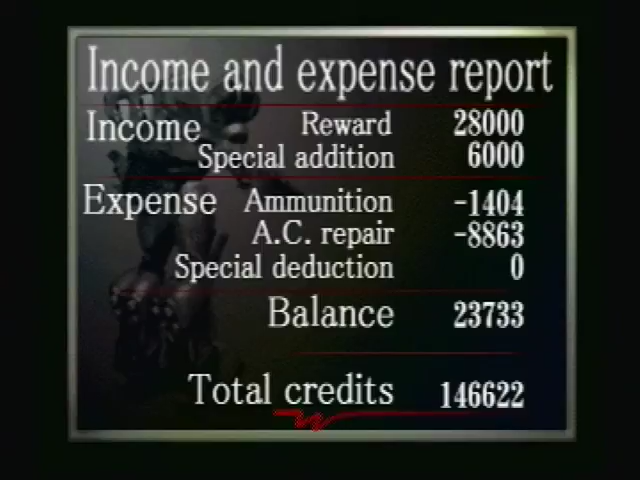 Income and expense report
Income Reward 28000
Special addition 6000
Expense Ammunition -1404
A.C. repair -8863
Special deduction 0
Balance 23733
Total credits 146622